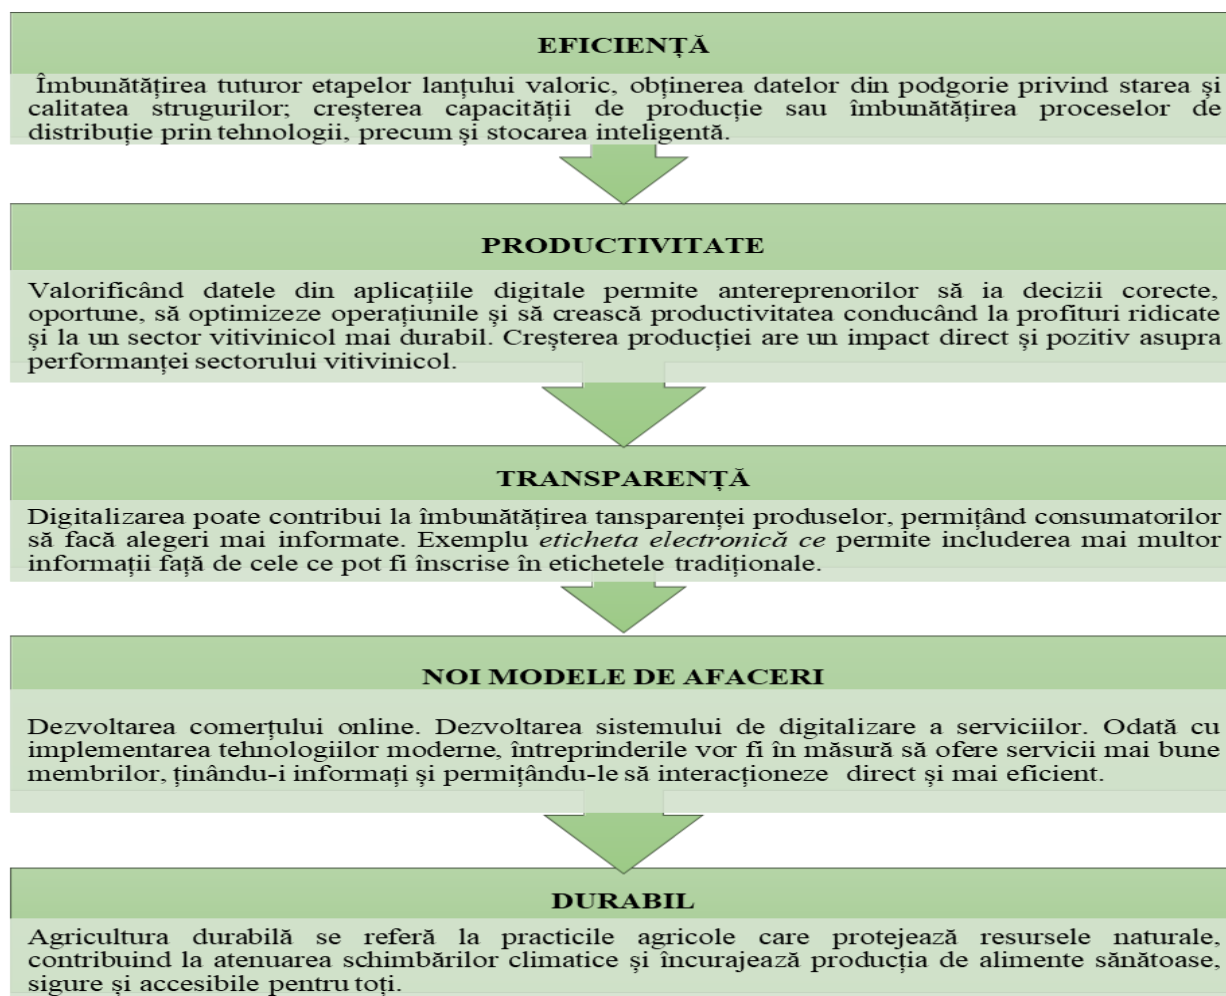 EFICIENȚĂ
Îmbunătățirea tuturor etapelor lanțului valoric, obținerea datelor din podgorie privind starea și
calitatea strugurilor; creșterea capacității de producție sau îmbunătățirea proceselor de
distribuție prin tehnologii, precum și stocarea inteligentă.
PRODUCTIVITATE
Valorificând datele din aplicațiile digitale permite antereprenorilor să ia decizii corecte,
oportune, să optimizeze operațiunile și să crească productivitatea conducând la profituri ridicate
și la un sector vitivinicol mai durabil. Creșterea producției are un impact direct și pozitiv asupra
performanței sectorului vitivinicol.
TRANSPARENȚĂ
Digitalizarea poate contribui la îmbunătățirea tansparenței produselor, permițând consumatorilor
să facă alegeri mai informate. Exemplu eticheta electronică ce permite includerea mai multor
informații față de cele ce pot fi înscrise în etichetele tradiționale.
NOI MODELE DE AFACERI
Dezvoltarea comerțului online. Dezvoltarea sistemului de digitalizare a serviciilor. Odată cu
implementarea tehnologiilor moderne, întreprinderile vor fi în măsură să ofere servicii mai bune
membrilor, ținându-i informați și permițându-le să interacționeze direct și mai eficient.
DURABIL
Agricultura durabilă se referă la practicile agricole care protejează resursele naturale,
contribuind la atenuarea schimbărilor climatice și încurajează producția de alimente sănătoase,
sigure și accesibile pentru toți.